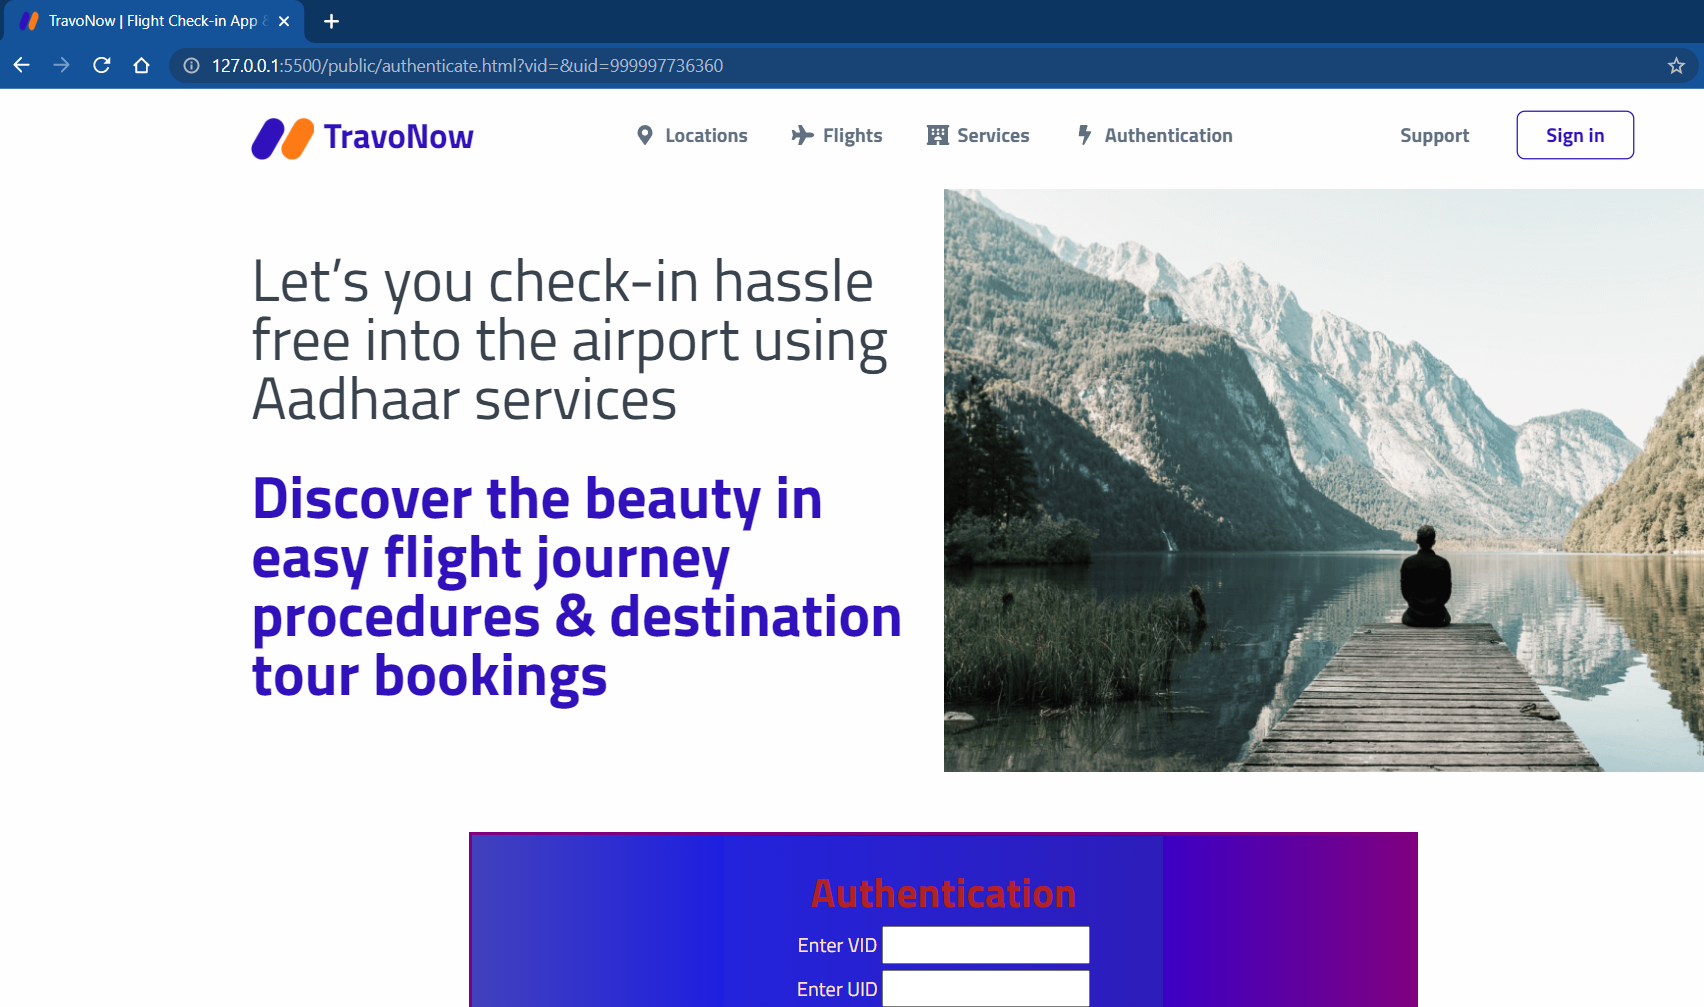 TravoNow | Flight Check-in App
127.0.0.1:5500/public/authenticate.html?vid=&uid=999997736360
TravoNow
Locations
Flights
Services
Authentication
Support
Sign in
Let's you check-in hassle
free into the airport using
Aadhaar services
Discover the beauty in
easy flight journey
procedures & destination
tour bookings
Authentication
Enter VID
Enter UID